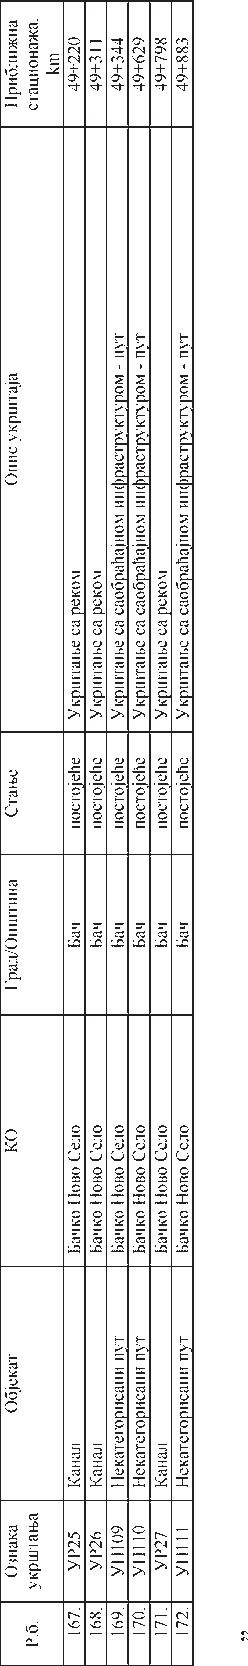 Р.б. Ознака укрштања Објекат КО Град/Општина Стање Опис укрштаја Приближна стационажа. km
167. УР25 Канал Бачко Ново Село Бач постојеће Укрштање са реком 49+220
168. УР26 Канал Бачко Ново Село Бач постојеће Укрштање са реком 49+311
169. УП109 Некатегорисани пут Бачко Ново Село Бач постојеће Укрштање са саобраћајном инфраструктуром - пут 49+344
170. УП110 Некатегорисани пут Бачко Ново Село Бач постојеће Укрштање са саобраћајном инфраструктуром - пут 49+629
171. УР27 Канал Бачко Ново Село Бач постојеће Укрштање са реком 49+798
172. УП111 Некатегорисани пут Бачко Ново Село Бач постојеће Укрштање са саобраћајном инфраструктуром - пут 49+883
”